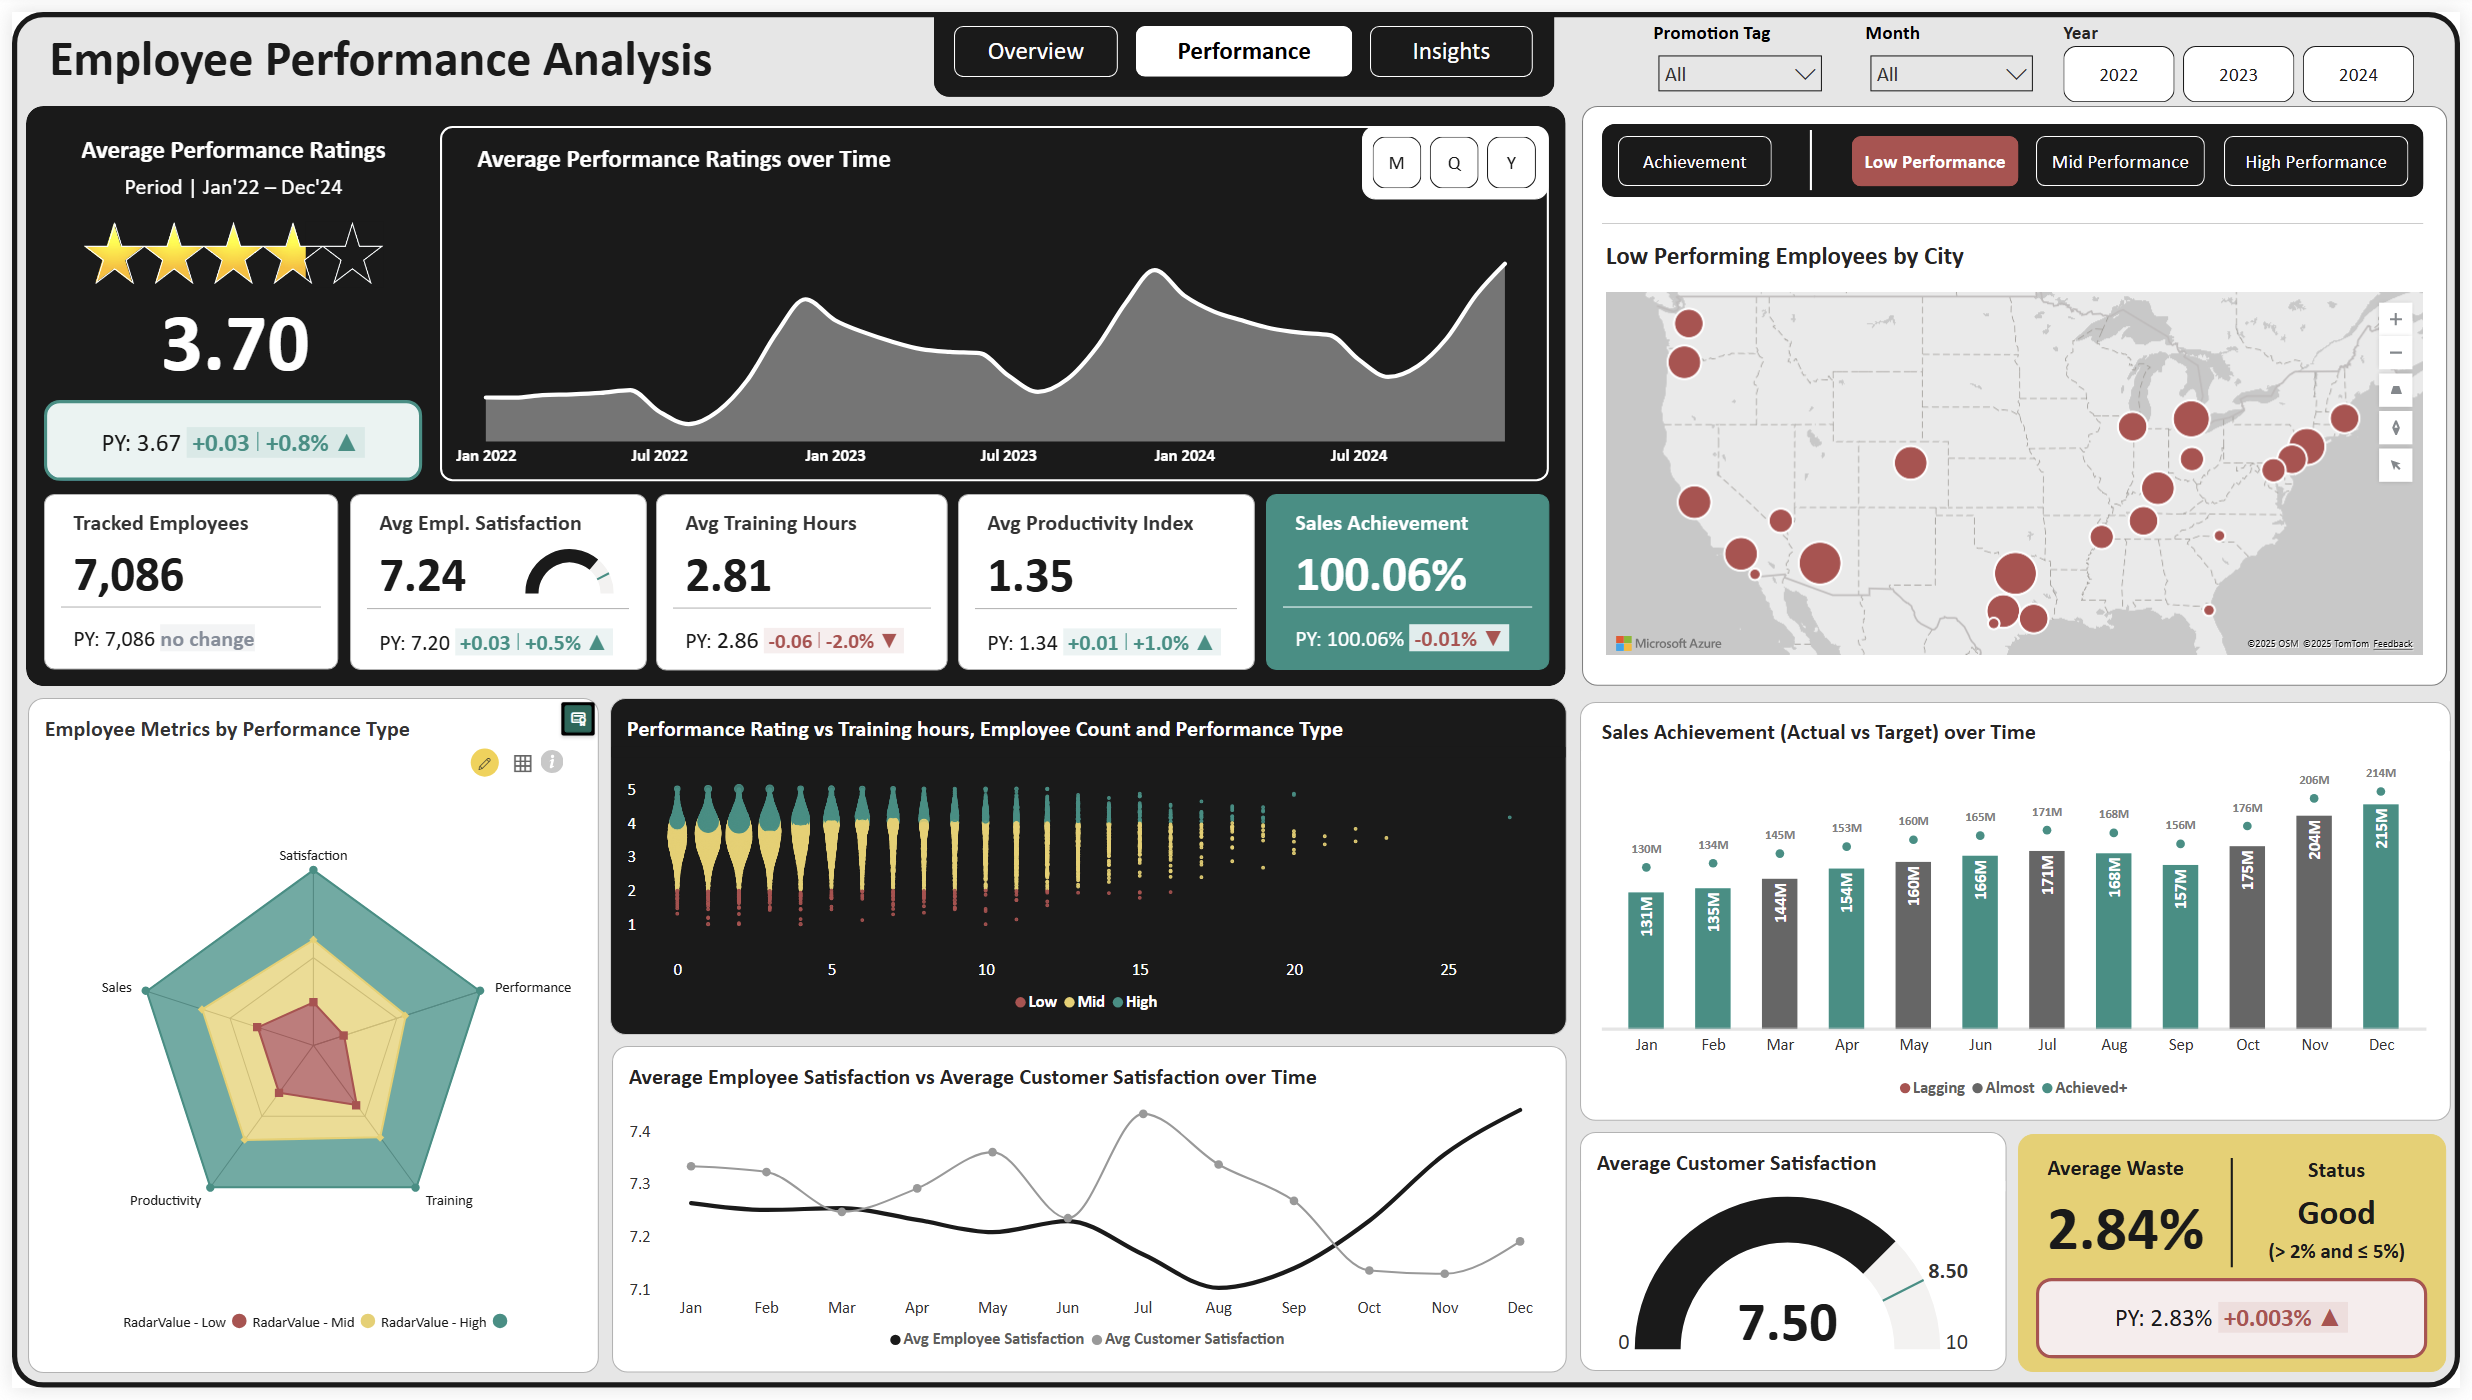 Employee Performance Analysis
Overview
Performance
Insights
Promotion Tag
All
Month
All
Year
2022
2023
2024
Average Performance Ratings
Period | Jan'22 – Dec'24
3.70
PY: 3.67 +0.03 | +0.8% ▲
Average Performance Ratings over Time
M
Q
Y
Jan 2022
Jul 2022
Jan 2023
Jul 2023
Jan 2024
Jul 2024
Tracked Employees
7,086
PY: 7,086 no change
Avg Empl. Satisfaction
7.24
PY: 7.20 +0.03 | +0.5% ▲
Avg Training Hours
2.81
PY: 2.86 -0.06 | -2.0% ▼
Avg Productivity Index
1.35
PY: 1.34 +0.01 | +1.0% ▲
Sales Achievement
100.06%
PY: 100.06% -0.01% ▼
Achievement
Low Performance
Mid Performance
High Performance
Low Performing Employees by City
Microsoft Azure
©2025 OSM ©2025 TomTom Feedback
Employee Metrics by Performance Type
Satisfaction
Sales
Performance
Productivity
Training
RadarValue - Low
RadarValue - Mid
RadarValue - High
Performance Rating vs Training hours, Employee Count and Performance Type
5
4
3
2
1
0
5
10
15
20
25
Low
Mid
High
Average Employee Satisfaction vs Average Customer Satisfaction over Time
7.4
7.3
7.2
7.1
Jan
Feb
Mar
Apr
May
Jun
Jul
Aug
Sep
Oct
Nov
Dec
Avg Employee Satisfaction
Avg Customer Satisfaction
Sales Achievement (Actual vs Target) over Time
130M
134M
145M
153M
160M
165M
171M
168M
156M
176M
206M
214M
131M
135M
144M
154M
160M
166M
171M
168M
157M
175M
204M
215M
Jan
Feb
Mar
Apr
May
Jun
Jul
Aug
Sep
Oct
Nov
Dec
Lagging
Almost
Achieved+
Average Customer Satisfaction
8.50
7.50
0
10
Average Waste
2.84%
Status
Good
(> 2% and ≤ 5%)
PY: 2.83% +0.003% ▲